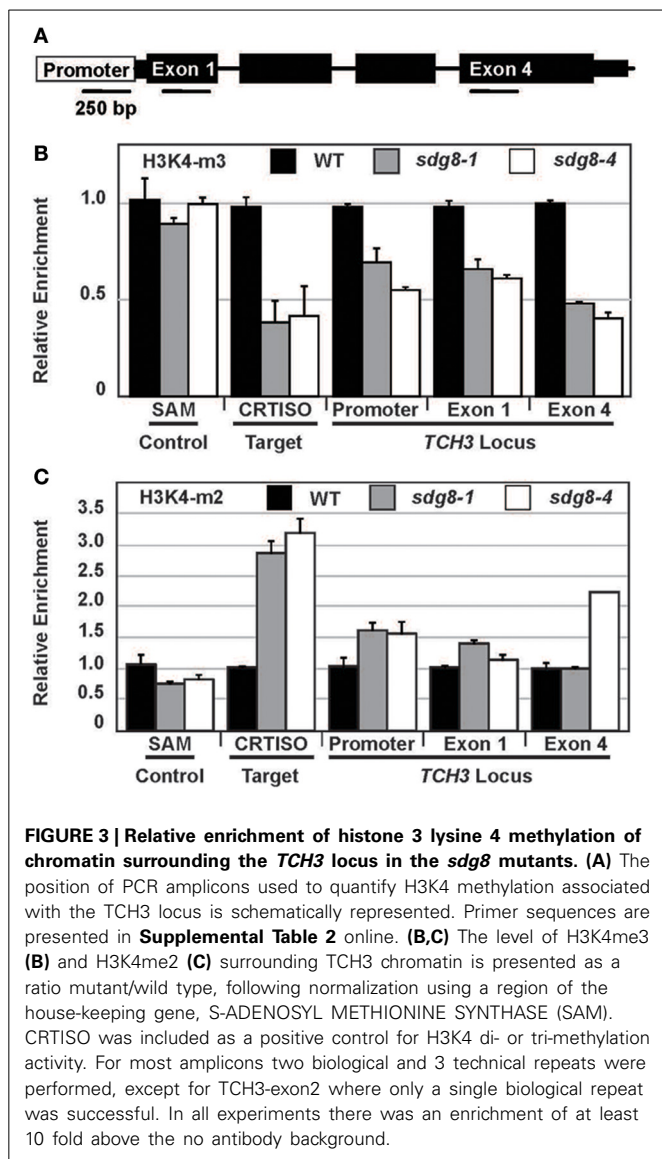 A
Promoter Exon 1 Exon 4
250 bp
B
H3K4-m3 WT sdg8-1 sdg8-4
Relative Enrichment
1.0
0.5
0
SAM CRTISO Promoter Exon 1 Exon 4
Control Target TCH3 Locus
C
H3K4-m2 WT sdg8-1 sdg8-4
Relative Enrichment
3.5
3.0
2.5
2.0
1.5
1.0
0.5
0
SAM CRTISO Promoter Exon 1 Exon 4
Control Target TCH3 Locus
FIGURE 3 | Relative enrichment of histone 3 lysine 4 methylation of
chromatin surrounding the TCH3 locus in the sdg8 mutants. (A) The
position of PCR amplicons used to quantify H3K4 methylation associated
with the TCH3 locus is schematically represented. Primer sequences are
presented in Supplemental Table 2 online. (B,C) The level of H3K4me3
(B) and H3K4me2 (C) surrounding TCH3 chromatin is presented as a
ratio mutant/wild type, following normalization using a region of the
house-keeping gene, S-ADENOSYL METHIONINE SYNTHASE (SAM).
CRTISO was included as a positive control for H3K4 di- or tri-methylation
activity. For most amplicons two biological and 3 technical repeats were
performed, except for TCH3-exon2 where only a single biological repeat
was successful. In all experiments there was an enrichment of at least
10 fold above the no antibody background.